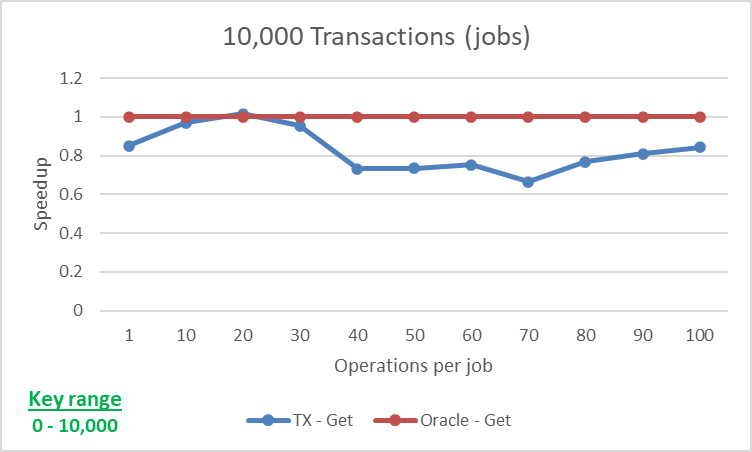 10,000 Transactions (jobs)
1.2
1
0.8
0.6
0.4
0.2
0
Speedup
1 10 20 30 40 50 60 70 80 90 100
Operations per job
Key range
0 - 10,000
TX - Get Oracle - Get